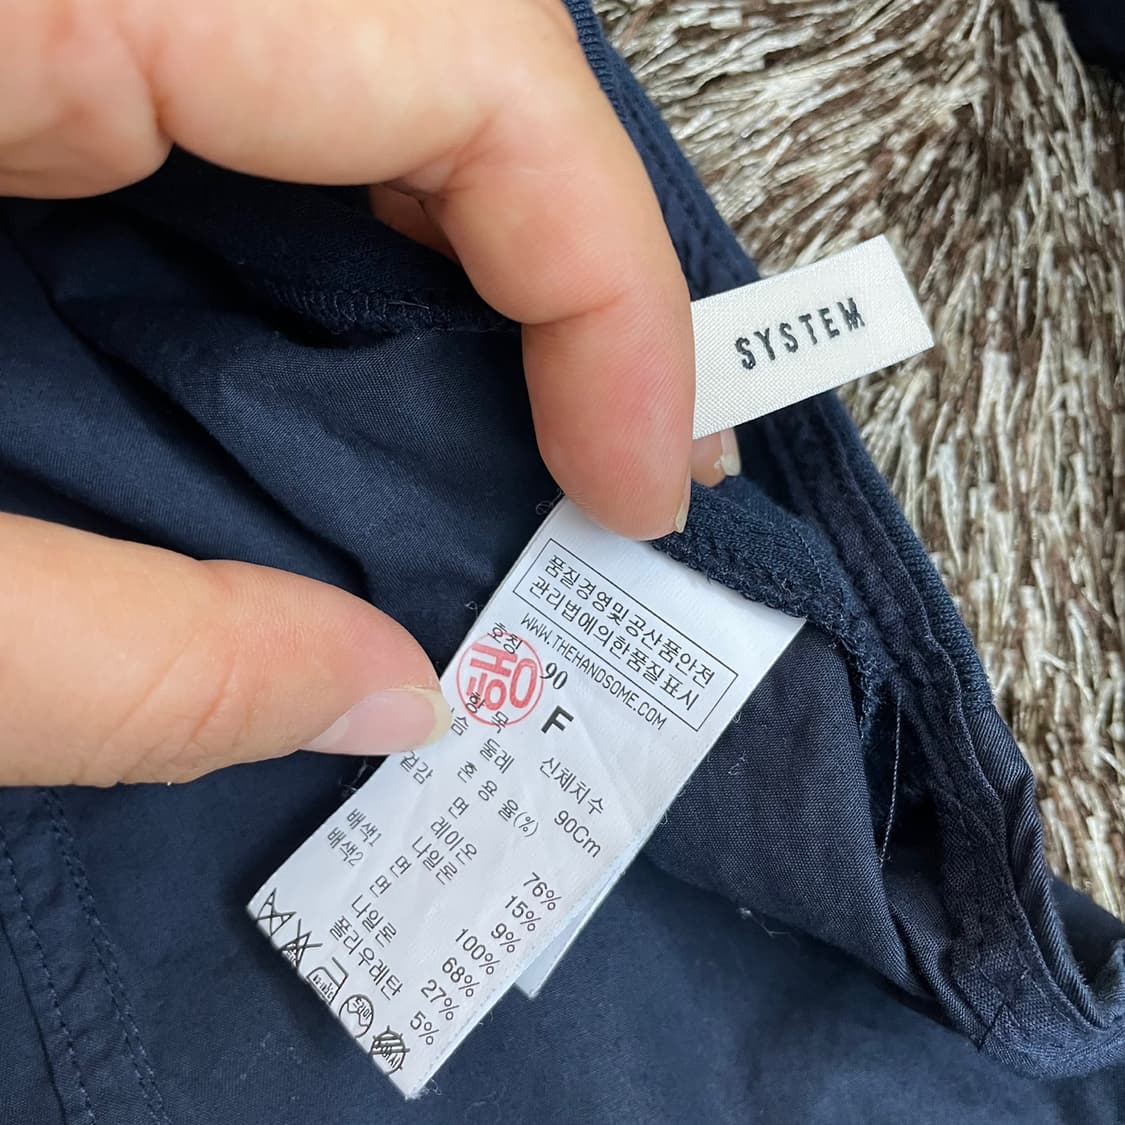 SYSTEM
품질경영및공산품안전
관리법에의한품질표시
WWW.THEHANDSOME.COM
호칭 90 F
항목 신체치수
둘레 90Cm
겉감 혼용율(%)
면 76%
레이온 15%
나일론 9%
배색1 면 100%
배색2 면 68%
나일론 27%
폴리우레탄 5%